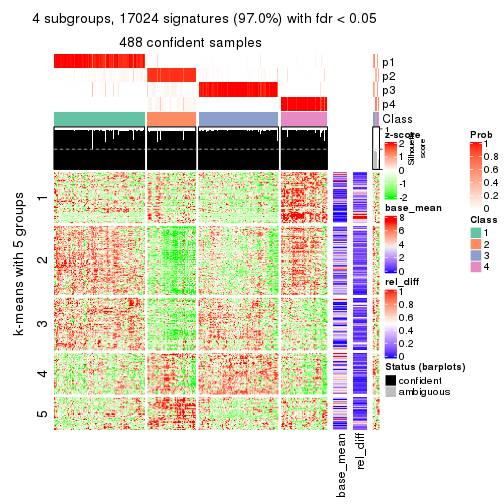 4 subgroups, 17024 signatures (97.0%) with fdr < 0.05
488 confident samples
p1
p2
p3
p4
Class
1
Silhouette
score
k-means with 5 groups
1
2
3
4
5
base_mean
rel_diff
z-score
2
1
0
-1
-2
base_mean
8
6
4
2
0
rel_diff
1
0.8
0.6
0.4
0.2
0
Status (barplots)
confident
ambiguous
Prob
1
0.8
0.6
0.4
0.2
0
Class
1
2
3
4